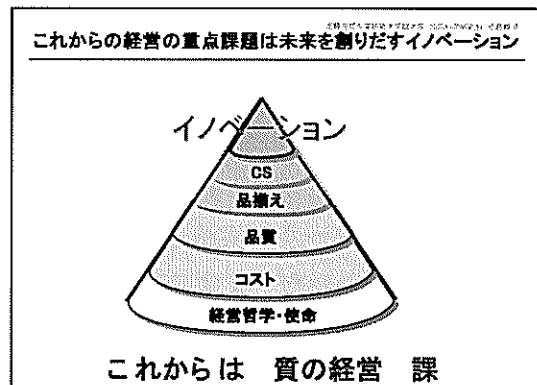 これからの経営の重点課題は未来を創りだすイノベーション
イノベーション
CS
品揃え
品質
コスト
経営哲学・使命
これからは 質の経営 課